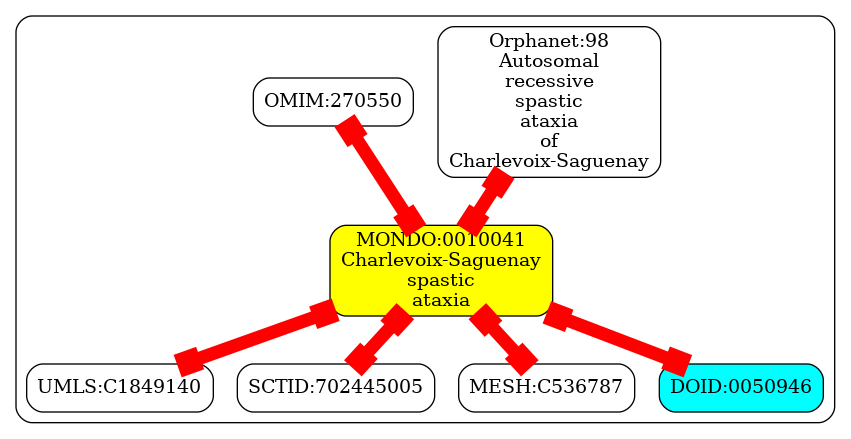 Orphanet:98
Autosomal
recessive
spastic
ataxia
of
Charlevoix-Saguenay
OMIM:270550
MONDO:0010041
Charlevoix-Saguenay
spastic
ataxia
UMLS:C1849140
SCTID:702445005
MESH:C536787
DOID:0050946